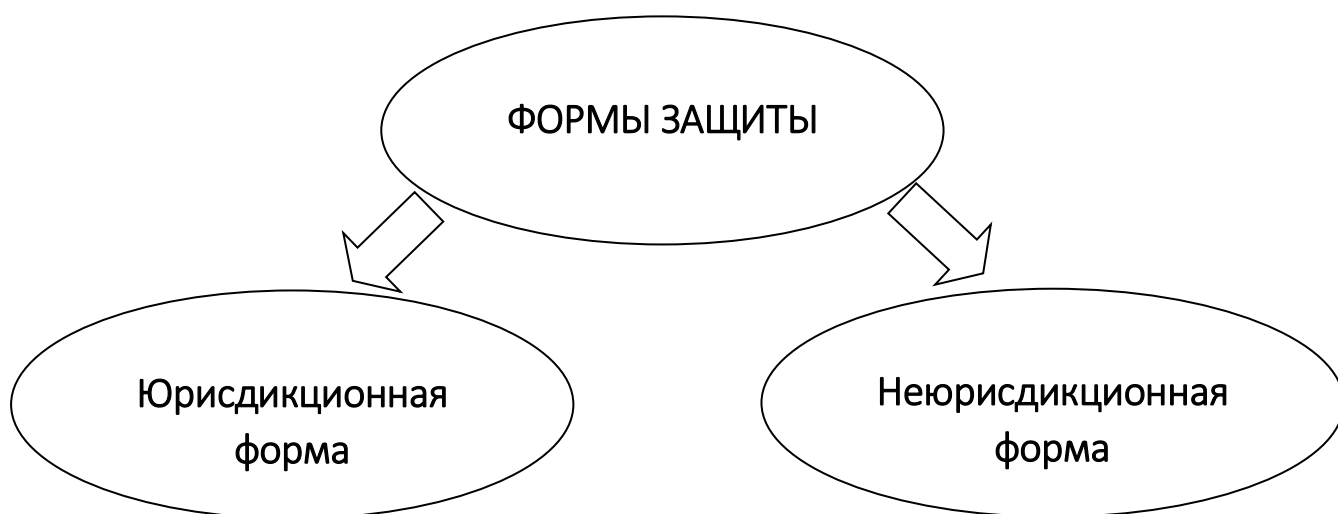 ФОРМЫ ЗАЩИТЫ
Юрисдикционная
форма
Неюрисдикционная
форма